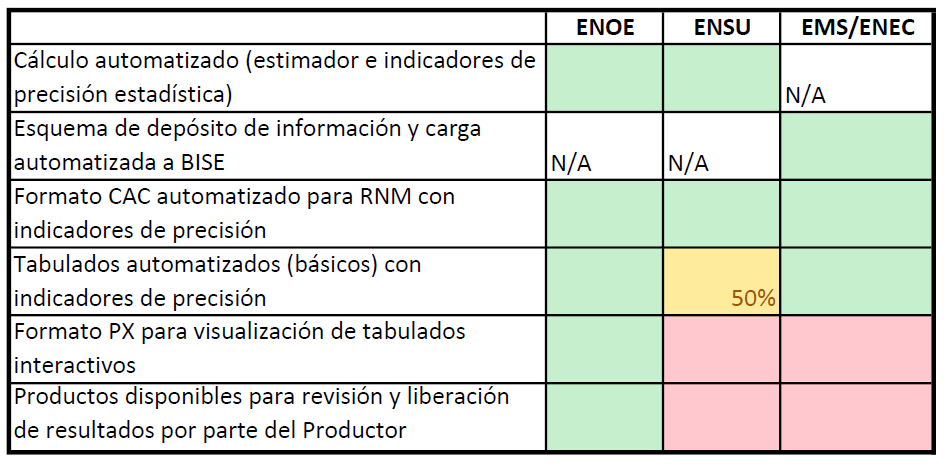 ENOE ENSU EMS/ENEC
Cálculo automatizado (estimador e indicadores de
precisión estadística)
N/A
Esquema de depósito de información y carga
automatizada a BISE
N/A N/A
Formato CAC automatizado para RNM con
indicadores de precisión
Tabulados automatizados (básicos) con
indicadores de precisión
50%
Formato PX para visualización de tabulados
interactivos
Productos disponibles para revisión y liberación
de resultados por parte del Productor